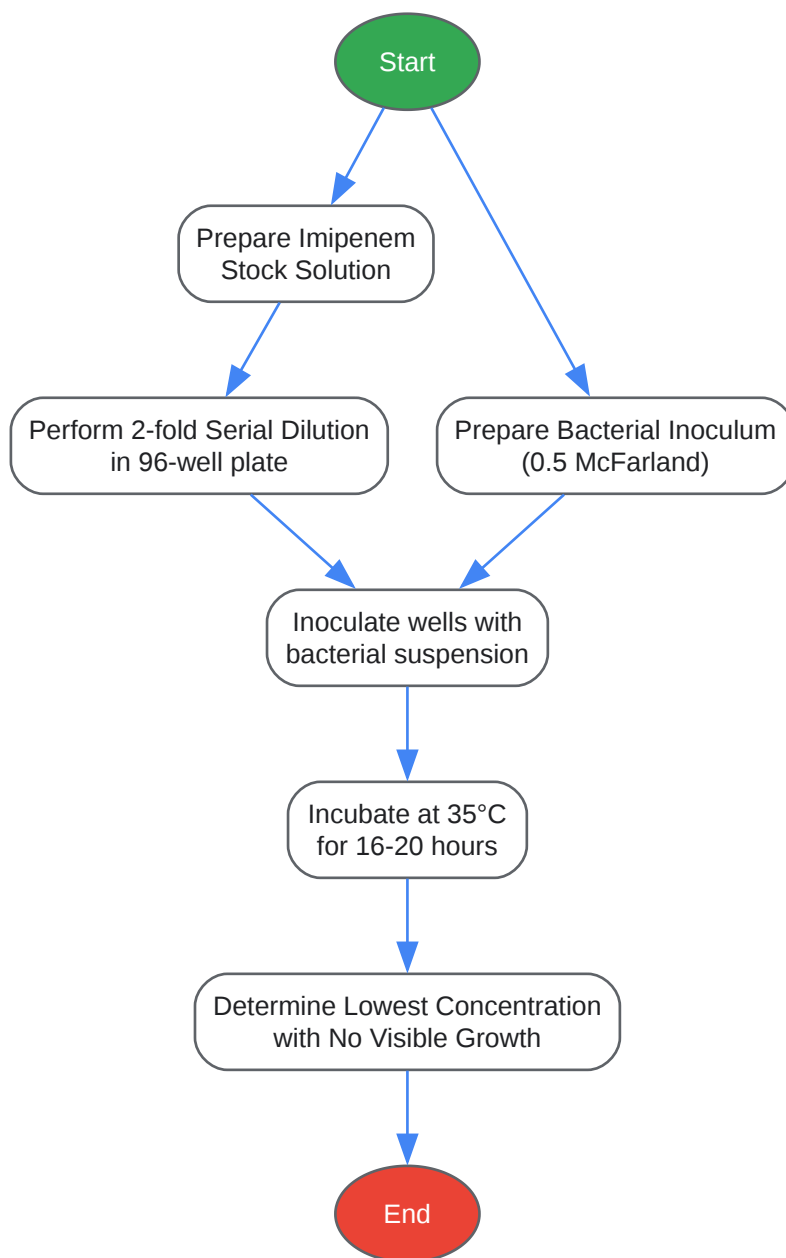 Start
Prepare Imipenem
Stock Solution
Perform 2-fold Serial Dilution
in 96-well plate
Prepare Bacterial Inoculum
(0.5 McFarland)
Inoculate wells with
bacterial suspension
Incubate at 35°C
for 16-20 hours
Determine Lowest Concentration
with No Visible Growth
End